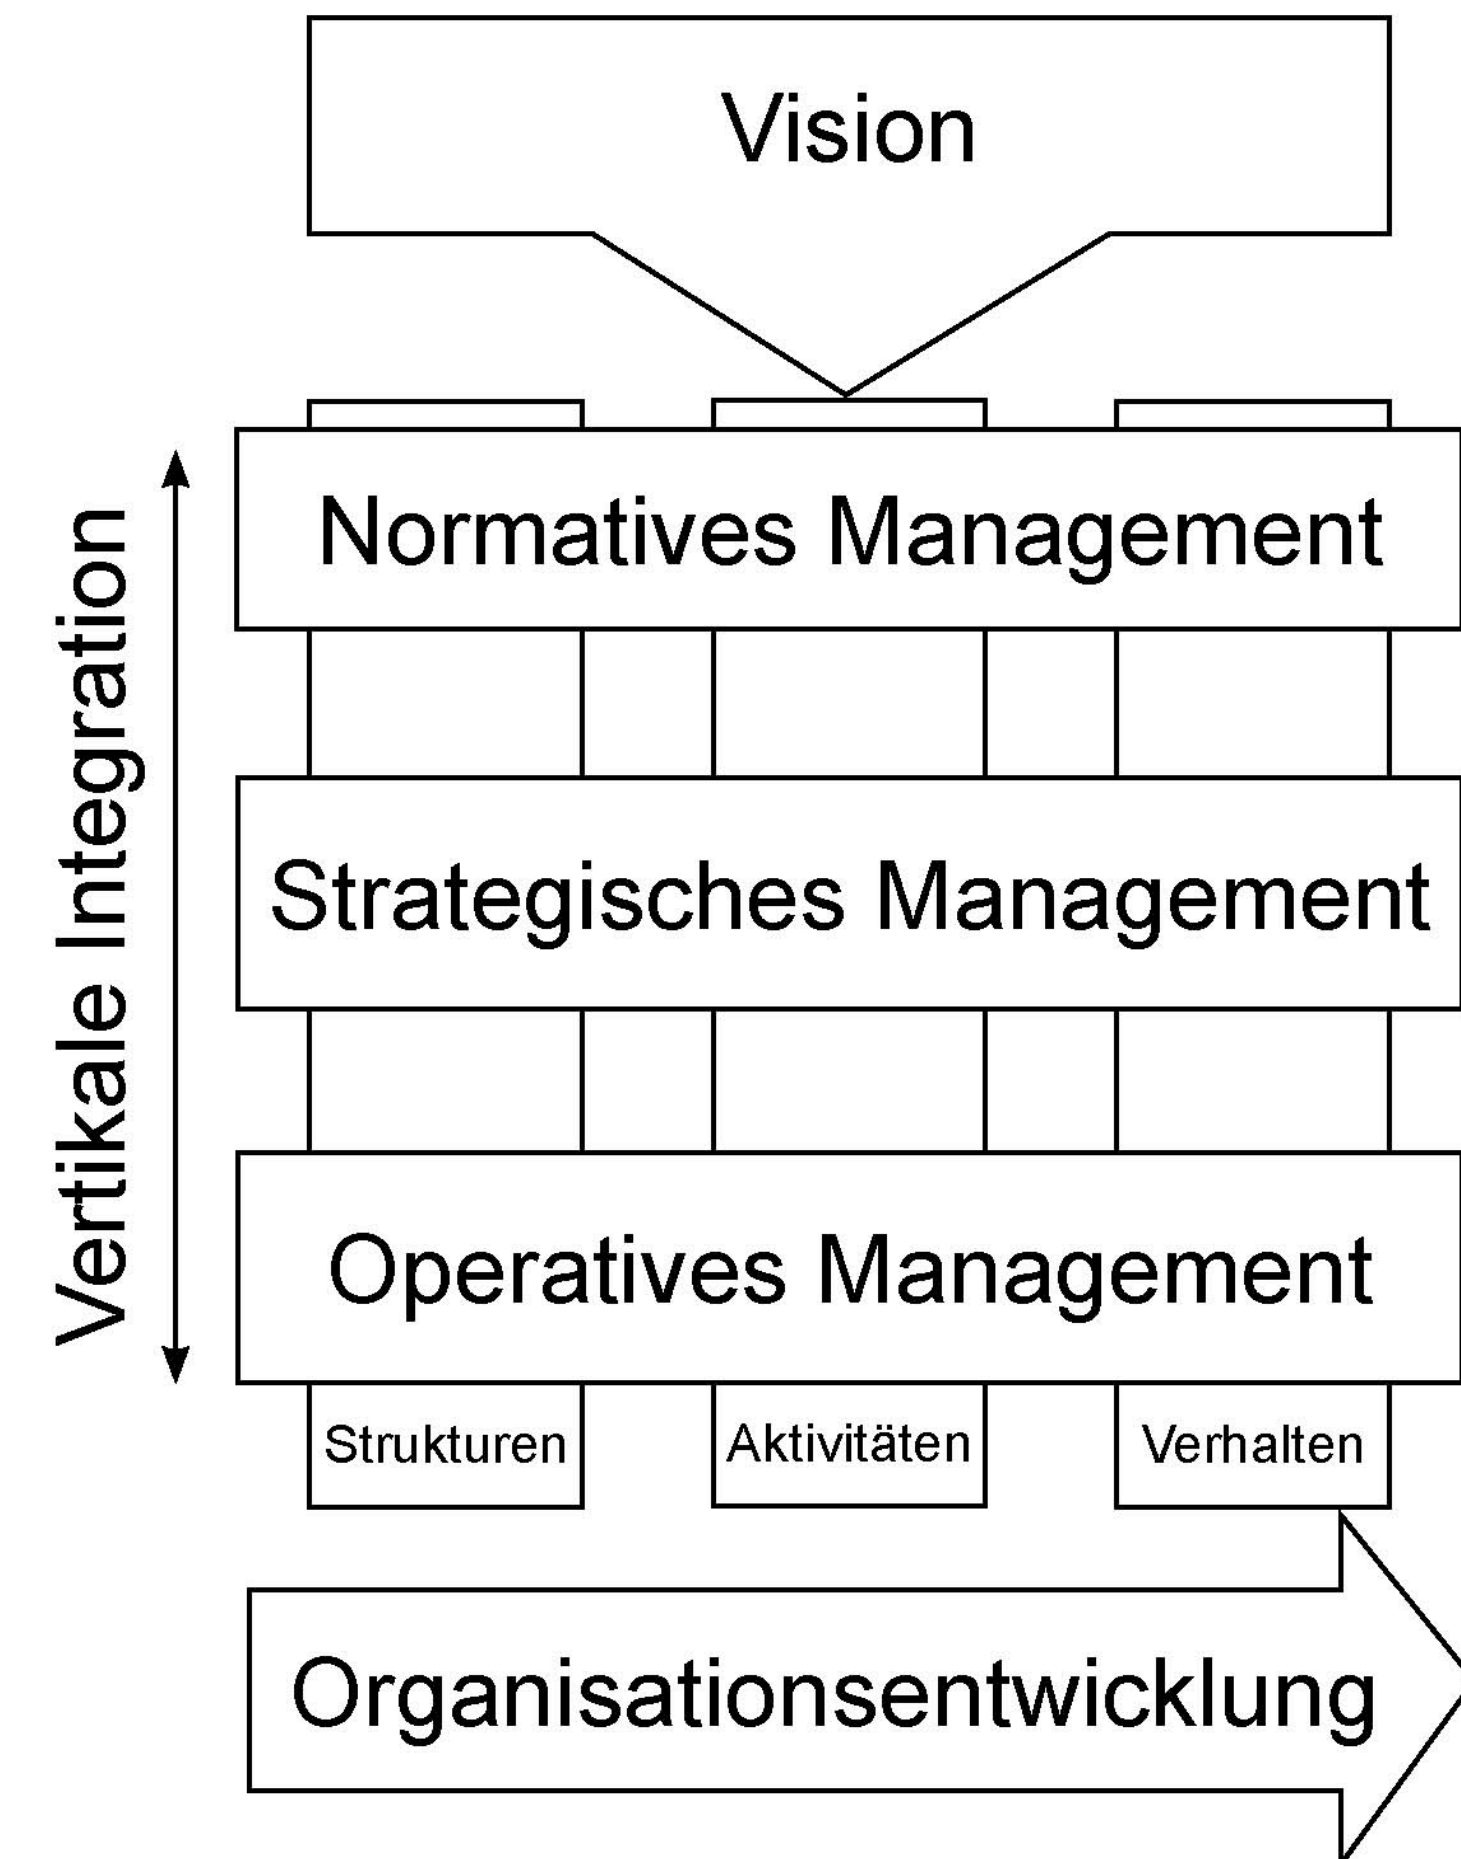 Vision
Vertikale Integration
Normatives Management
Strategisches Management
Operatives Management
Strukturen
Aktivitäten
Verhalten
Organisationsentwicklung